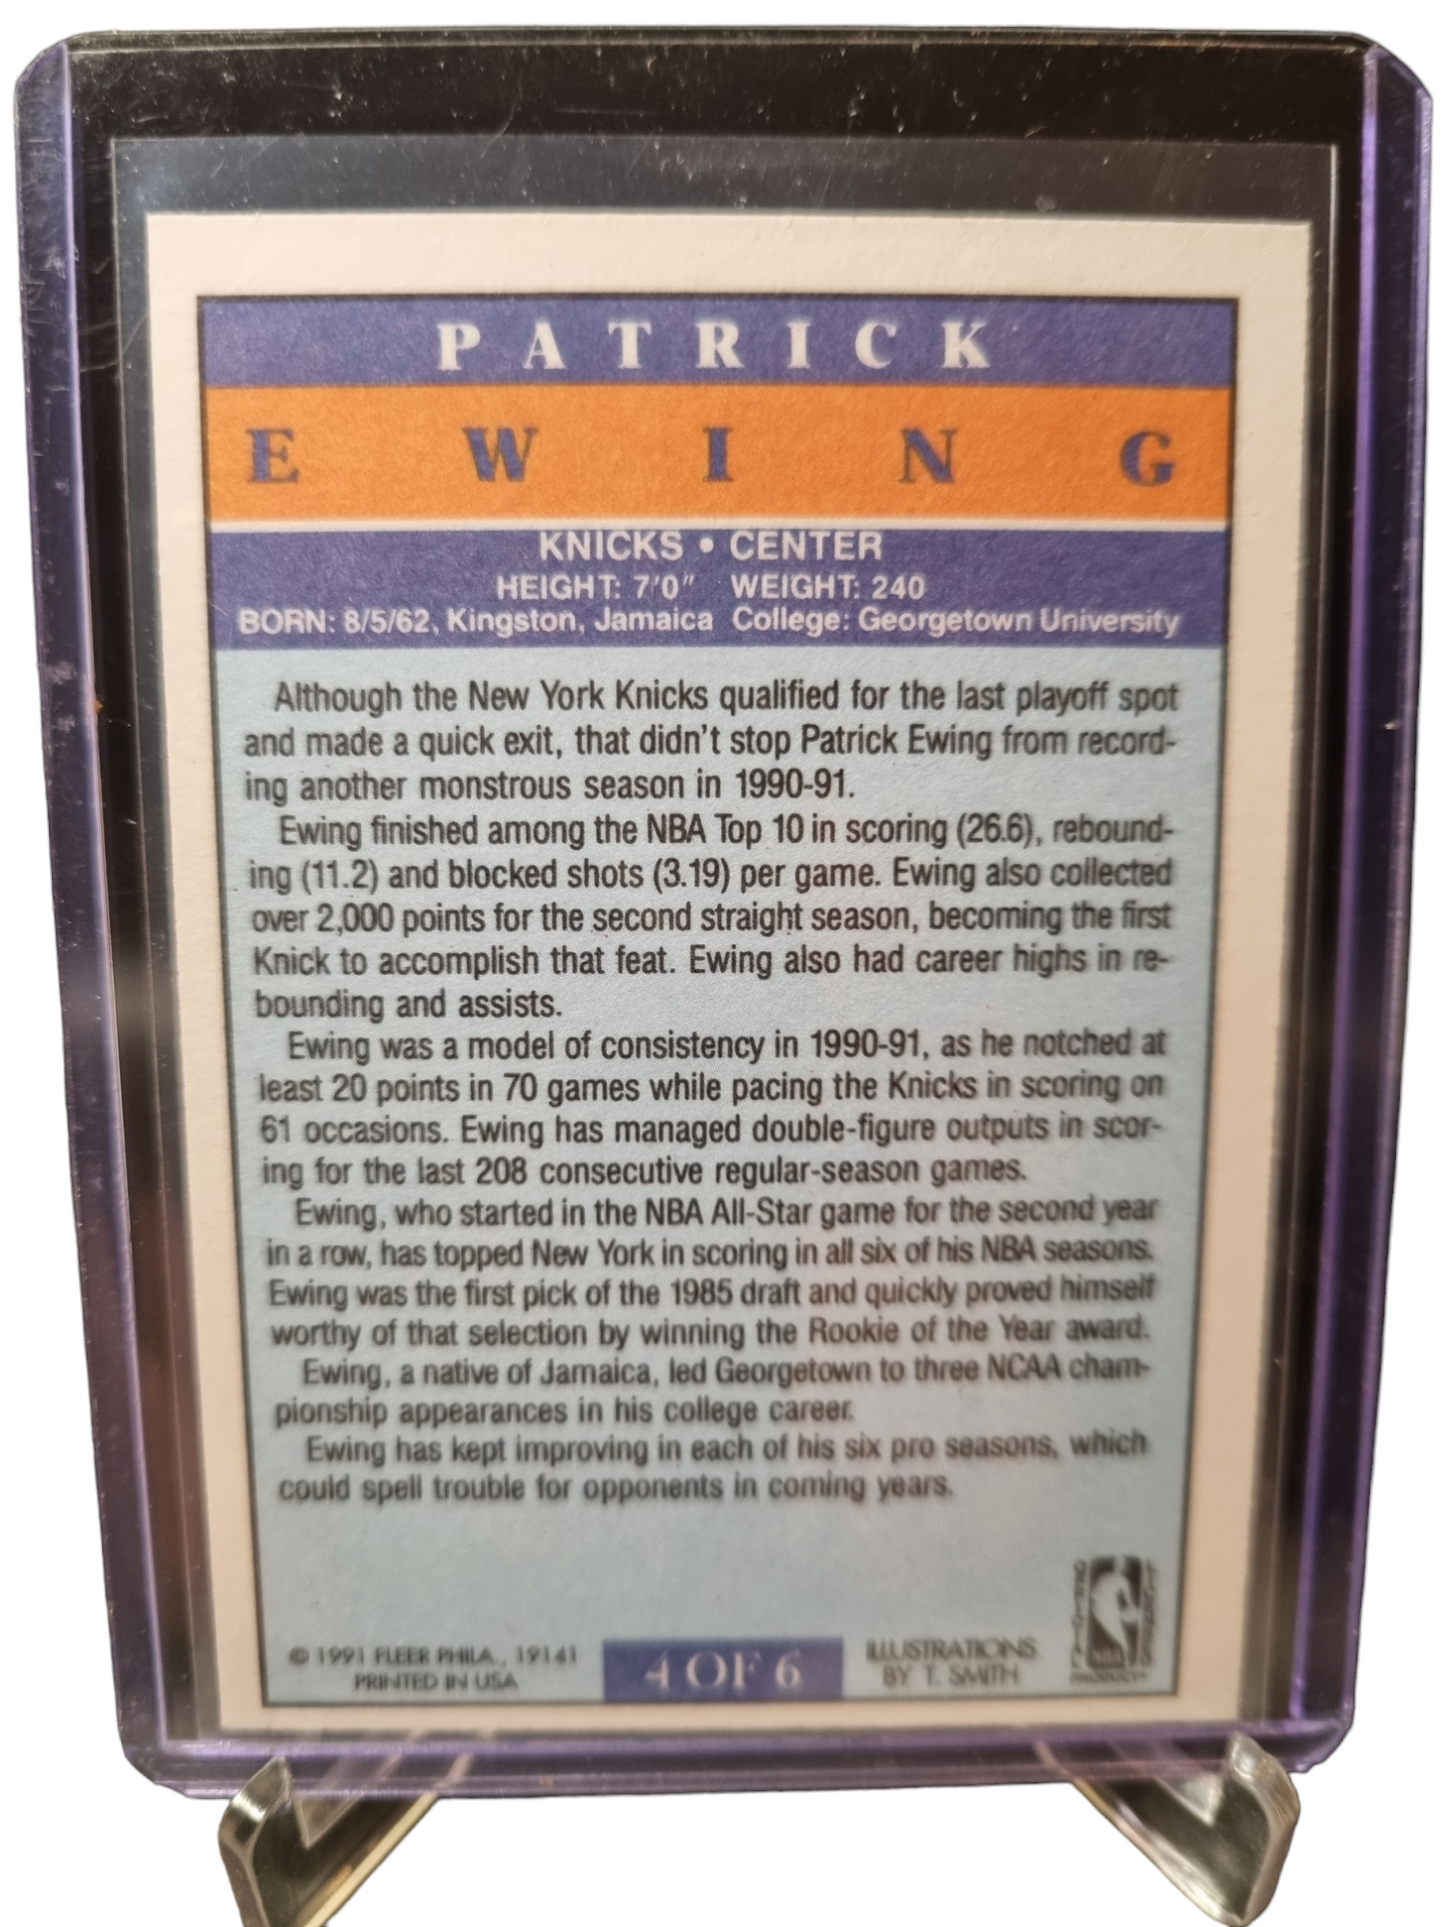 PATRICK
EWING
KNICKS • CENTER
HEIGHT: 7'0" WEIGHT: 240
BORN: 8/5/62, Kingston, Jamaica College: Georgetown University
Although the New York Knicks qualified for the last playoff spot
and made a quick exit, that didn't stop Patrick Ewing from record-
ing another monstrous season in 1990-91.
Ewing finished among the NBA Top 10 in scoring (26.6), rebound-
ing (11.2) and blocked shots (3.19) per game. Ewing also collected
over 2,000 points for the second straight season, becoming the first
Knick to accomplish that feat. Ewing also had career highs in re-
bounding and assists.
Ewing was a model of consistency in 1990-91, as he notched at
least 20 points in 70 games while pacing the Knicks in scoring on
61 occasions. Ewing has managed double-figure outputs in scor-
ing for the last 208 consecutive regular-season games.
Ewing, who started in the NBA All-Star game for the second year
in a row, has topped New York in scoring in all six of his NBA seasons.
Ewing was the first pick of the 1985 draft and quickly proved himself
worthy of that selection by winning the Rookie of the Year award.
Ewing, a native of Jamaica, led Georgetown to three NCAA cham-
pionship appearances in his college career.
Ewing has kept improving in each of his six pro seasons, which
could spell trouble for opponents in coming years.
© 1991 FLEER PHILA., 19141
PRINTED IN USA
4 OF 6
ILLUSTRATIONS
BY T. SMITH
OFFICIAL
NBA
LICENSED
PRODUCT